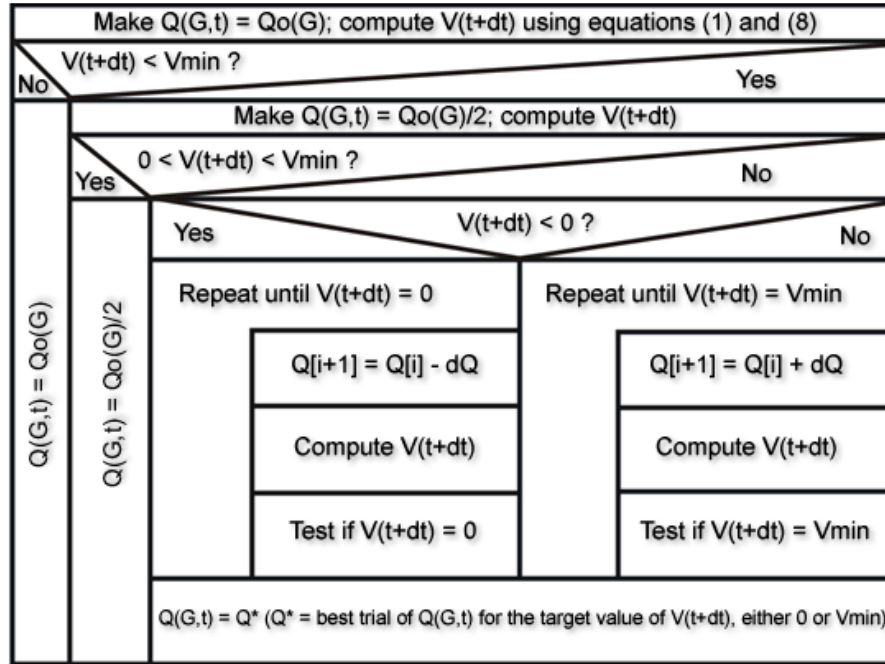 Make Q(G,t) = Qo(G); compute V(t+dt) using equations (1) and (8)
V(t+dt) < Vmin ?
No
Yes
Make Q(G,t) = Qo(G)/2; compute V(t+dt)
0 < V(t+dt) < Vmin ?
Yes
No
V(t+dt) < 0 ?
Yes
No
Q(G,t) = Qo(G)
Q(G,t) = Qo(G)/2
Repeat until V(t+dt) = 0
Q[i+1] = Q[i] - dQ
Compute V(t+dt)
Test if V(t+dt) = 0
Repeat until V(t+dt) = Vmin
Q[i+1] = Q[i] + dQ
Compute V(t+dt)
Test if V(t+dt) = Vmin
Q(G,t) = Q* (Q* = best trial of Q(G,t) for the target value of V(t+dt), either 0 or Vmin)